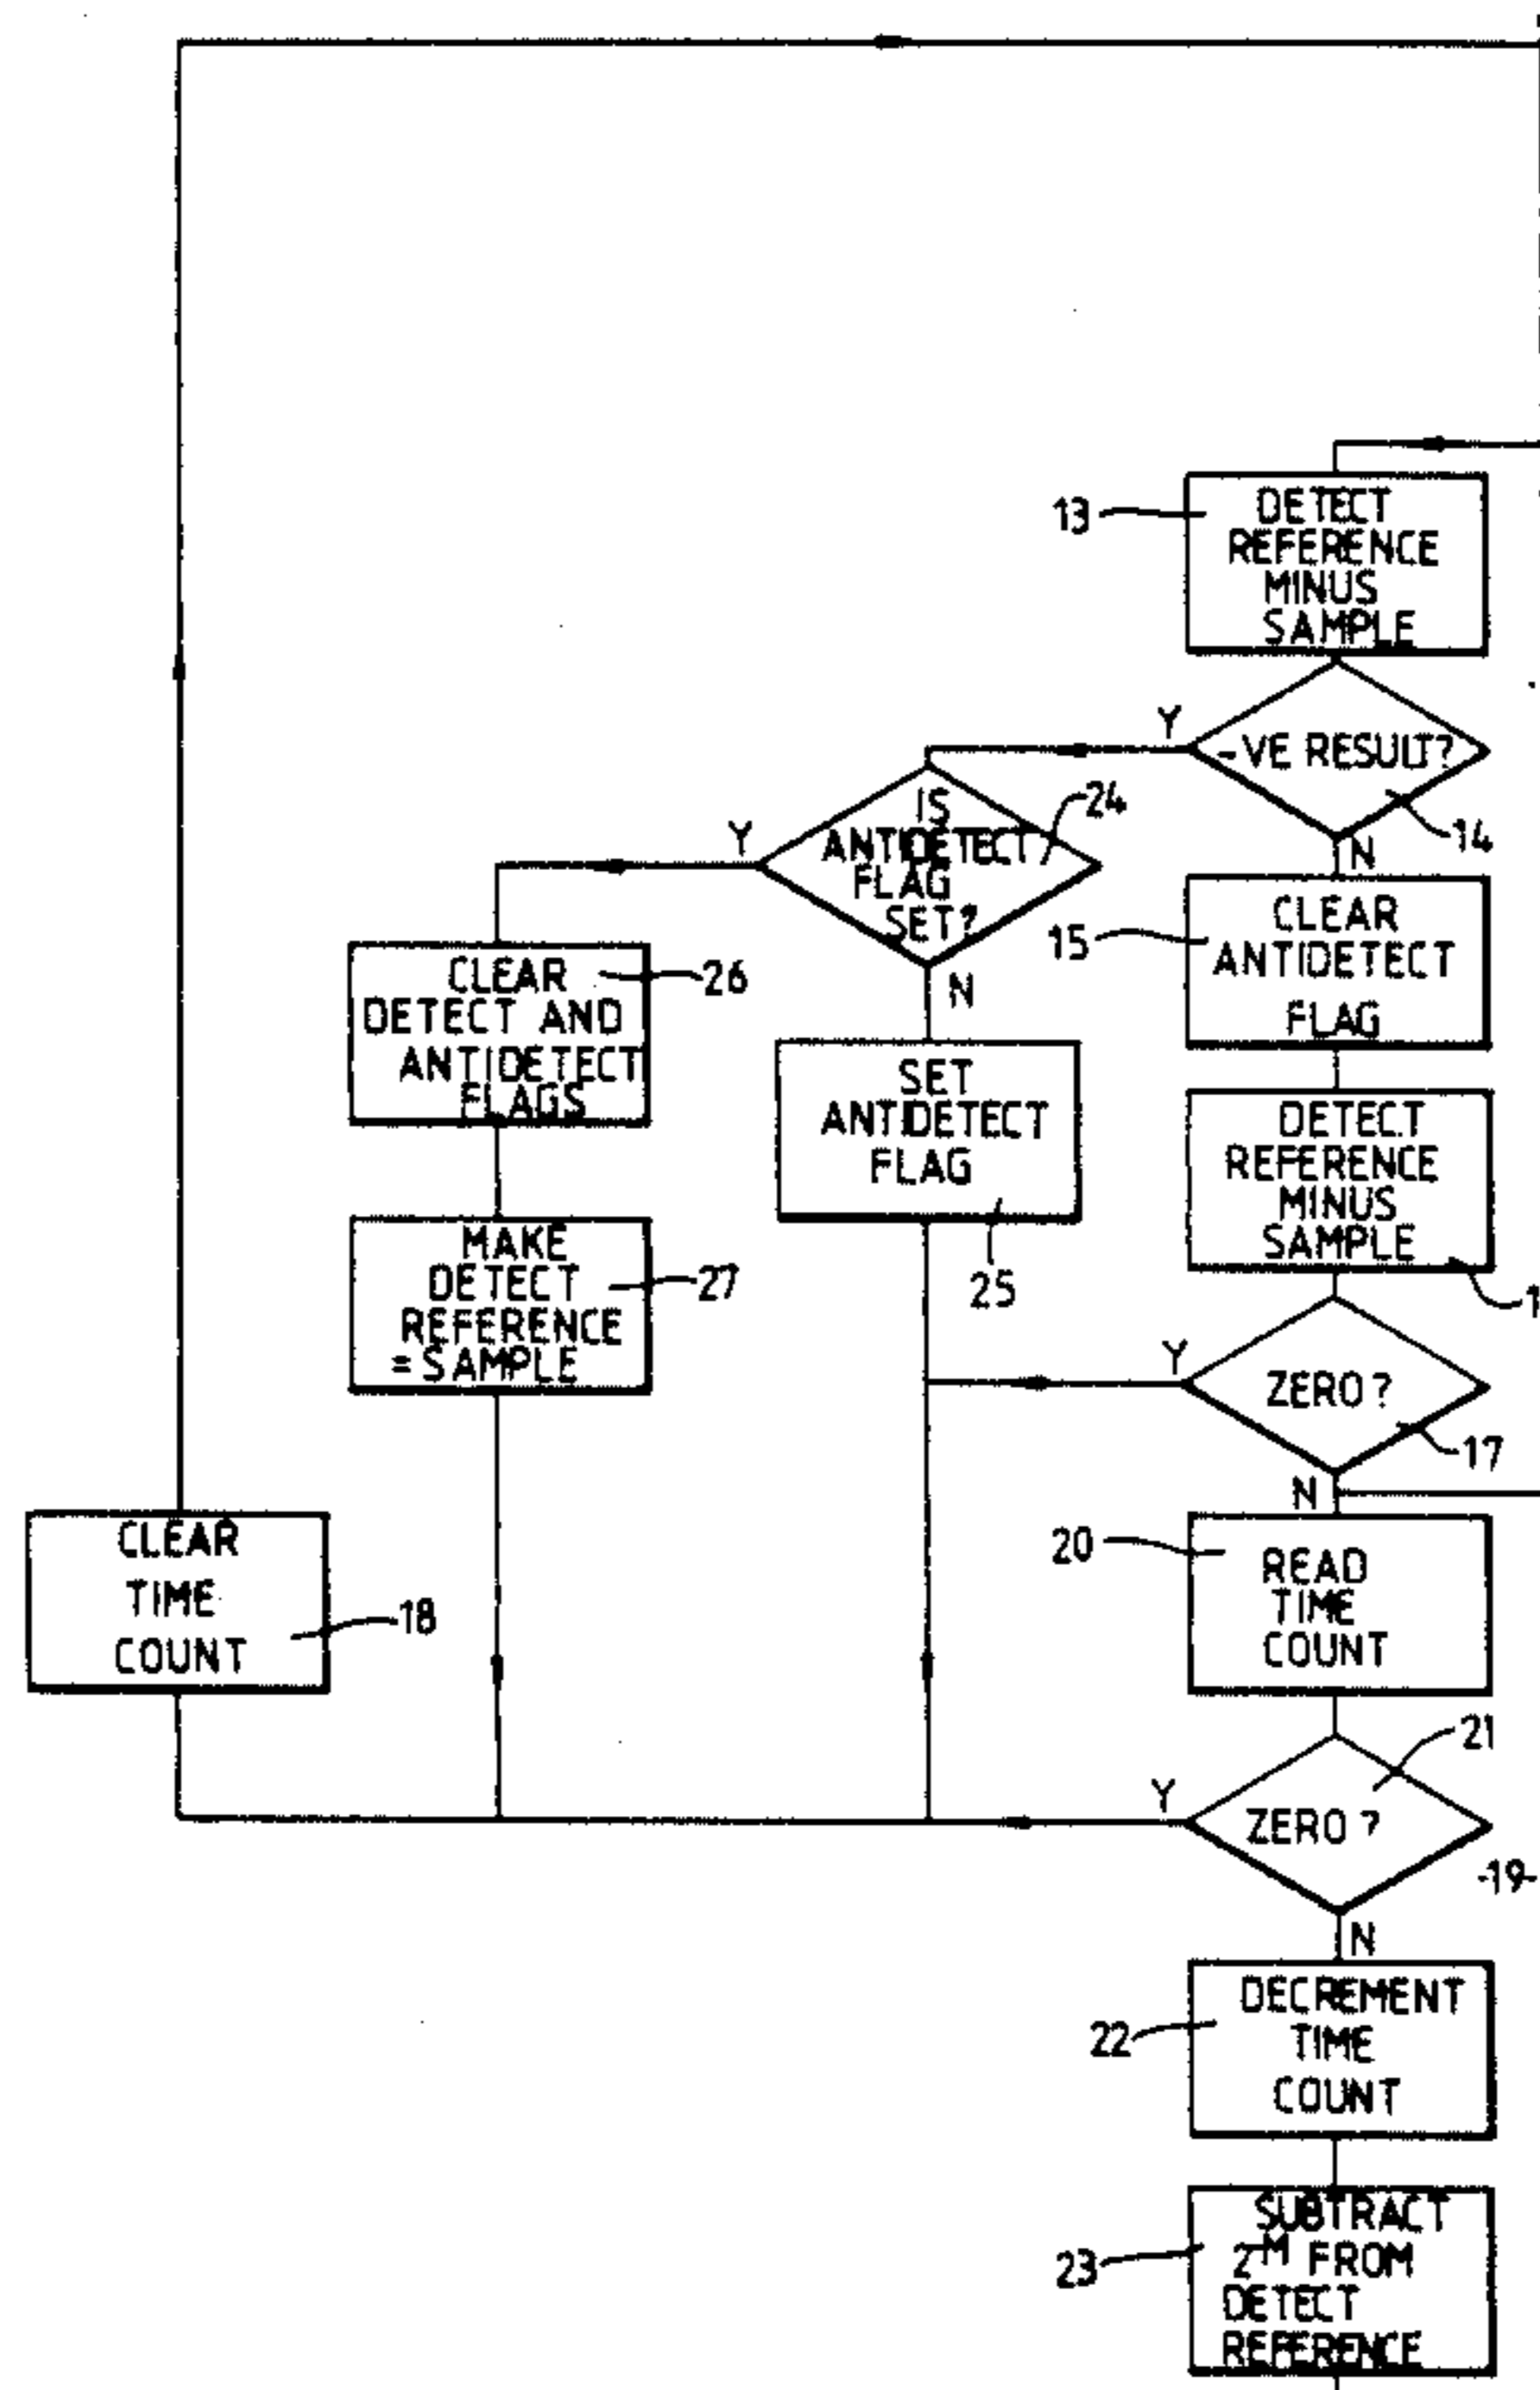 13
DETECT
REFERENCE
MINUS
SAMPLE
Y
-VE RESULT?
14
N
IS
ANTIDETECT
FLAG
SET?
24
Y
N
15
CLEAR
ANTIDETECT
FLAG
CLEAR
DETECT AND
ANTIDETECT
FLAGS
26
SET
ANTIDETECT
FLAG
25
DETECT
REFERENCE
MINUS
SAMPLE
MAKE
DETECT
REFERENCE
= SAMPLE
27
Y
ZERO?
17
N
CLEAR
TIME
COUNT
18
20
READ
TIME
COUNT
21
Y
ZERO?
-19-
N
22
DECREMENT
TIME
COUNT
23
SUBTRACT
2⁻ᴹ FROM
DETECT
REFERENCE